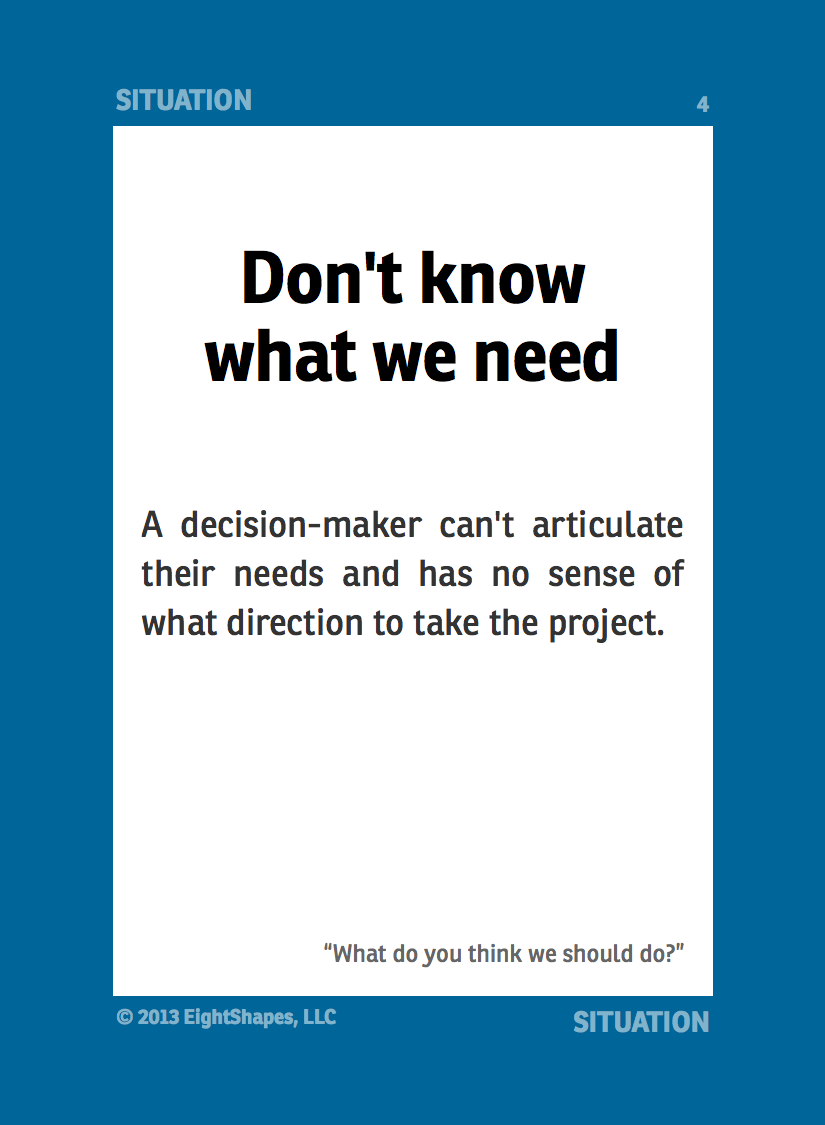 SITUATION
4
Don't know
what we need
A decision-maker can't articulate
their needs and has no sense of
what direction to take the project.
“What do you think we should do?”
© 2013 EightShapes, LLC
SITUATION